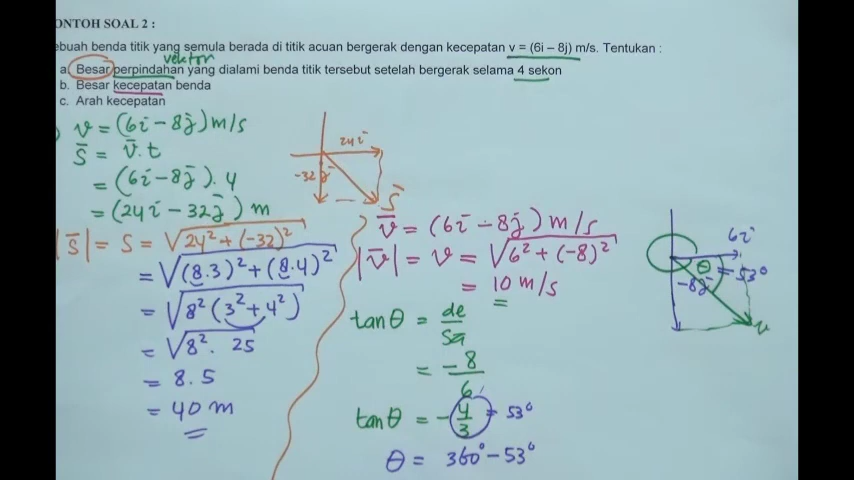 ONTOH SOAL 2 :
ebuah benda titik yang semula berada di titik acuan bergerak dengan kecepatan v = (6i – 8j) m/s. Tentukan :
vektor
a. Besar perpindahan yang dialami benda titik tersebut setelah bergerak selama 4 sekon
b. Besar kecepatan benda
c. Arah kecepatan
v = (6i - 8j) m/s
S̄ = v̄ . t
= (6i - 8j) . 4
= (24i - 32j) m
|S̄| = S = √24² + (-32)²
= √(8.3)² + (8.4)²
= √8² (3² + 4²)
= √8² . 25
= 8.5
= 40 m
24i
-32j
S̄
v̄ = (6i - 8j) m/s
|v̄| = v = √6² + (-8)²
= 10 m/s
tan θ = de/sa
= -8/6
tan θ = -4/3 = 53°
θ = 360° - 53°
6i
θ = 53°
-8j
v